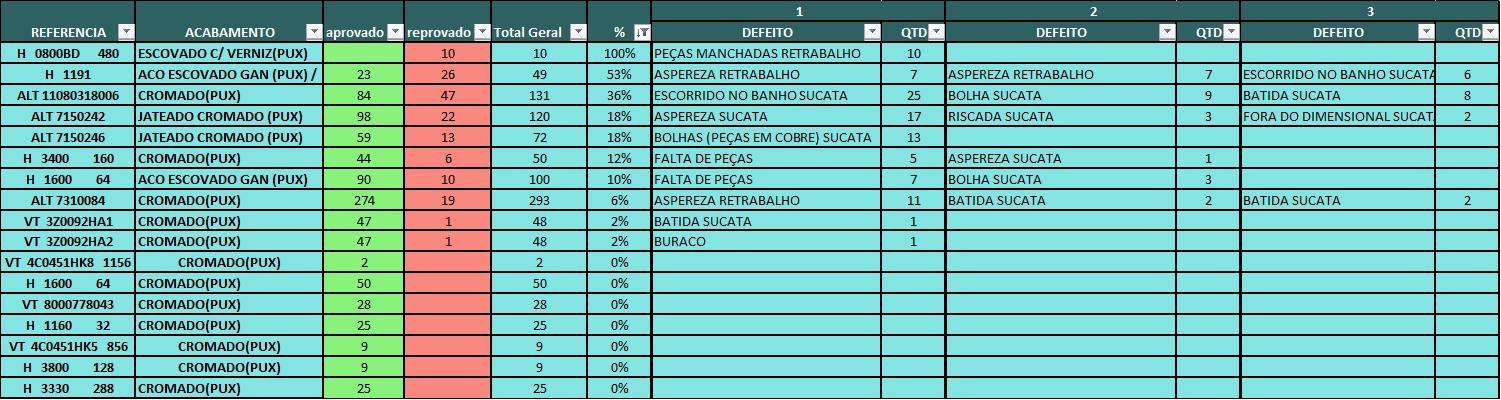 1 2 3
REFERENCIA ACABAMENTO aprovado reprovado Total Geral % DEFEITO QTD DEFEITO QTD DEFEITO QTD
H 0800BD 480 ESCOVADO C/ VERNIZ(PUX) 10 10 100% PEÇAS MANCHADAS RETRABALHO 10
H 1191 ACO ESCOVADO GAN (PUX) / 23 26 49 53% ASPEREZA RETRABALHO 7 ASPEREZA RETRABALHO 7 ESCORRIDO NO BANHO SUCATA 6
ALT 11080318006 CROMADO(PUX) 84 47 131 36% ESCORRIDO NO BANHO SUCATA 25 BOLHA SUCATA 9 BATIDA SUCATA 8
ALT 7150242 JATEADO CROMADO (PUX) 98 22 120 18% ASPEREZA SUCATA 17 RISCADA SUCATA 3 FORA DO DIMENSIONAL SUCAT 2
ALT 7150246 JATEADO CROMADO (PUX) 59 13 72 18% BOLHAS (PEÇAS EM COBRE) SUCATA 13
H 3400 160 CROMADO(PUX) 44 6 50 12% FALTA DE PEÇAS 5 ASPEREZA SUCATA 1
H 1600 64 ACO ESCOVADO GAN (PUX) 90 10 100 10% FALTA DE PEÇAS 7 BOLHA SUCATA 3
ALT 7310084 CROMADO(PUX) 274 19 293 6% ASPEREZA RETRABALHO 11 BATIDA SUCATA 2 BATIDA SUCATA 2
VT 3Z0092HA1 CROMADO(PUX) 47 1 48 2% BATIDA SUCATA 1
VT 3Z0092HA2 CROMADO(PUX) 47 1 48 2% BURACO 1
VT 4C0451HK8 1156 CROMADO(PUX) 2 2 0%
H 1600 64 CROMADO(PUX) 50 50 0%
VT 8000778043 CROMADO(PUX) 28 28 0%
H 1160 32 CROMADO(PUX) 25 25 0%
VT 4C0451HK5 856 CROMADO(PUX) 9 9 0%
H 3800 128 CROMADO(PUX) 9 9 0%
H 3330 288 CROMADO(PUX) 25 25 0%